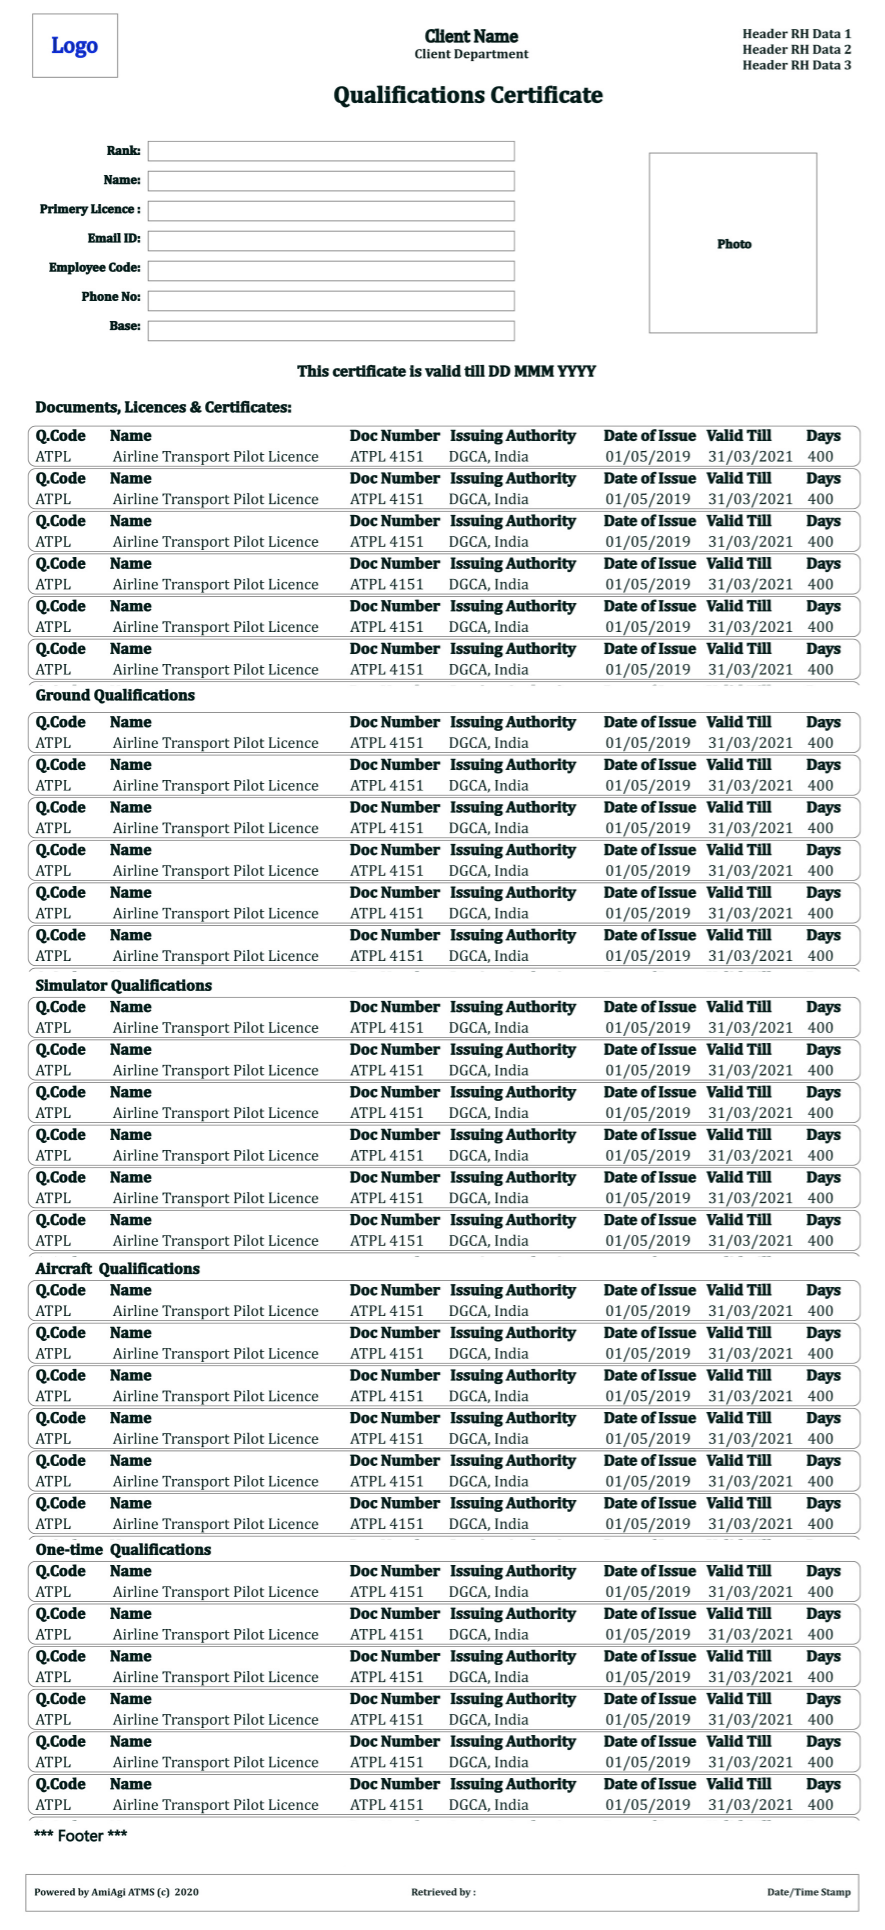 Logo
Client Name
Client Department
Header RH Data 1
Header RH Data 2
Header RH Data 3
Qualifications Certificate
Rank:
Name:
Primary Licence :
Email ID:
Employee Code:
Phone No:
Base:
Photo
This certificate is valid till DD MMM YYYY
Documents, Licences & Certificates:
Q.Code Name Doc Number Issuing Authority Date of Issue Valid Till Days
ATPL Airline Transport Pilot Licence ATPL 4151 DGCA, India 01/05/2019 31/03/2021 400
Q.Code Name Doc Number Issuing Authority Date of Issue Valid Till Days
ATPL Airline Transport Pilot Licence ATPL 4151 DGCA, India 01/05/2019 31/03/2021 400
Q.Code Name Doc Number Issuing Authority Date of Issue Valid Till Days
ATPL Airline Transport Pilot Licence ATPL 4151 DGCA, India 01/05/2019 31/03/2021 400
Q.Code Name Doc Number Issuing Authority Date of Issue Valid Till Days
ATPL Airline Transport Pilot Licence ATPL 4151 DGCA, India 01/05/2019 31/03/2021 400
Q.Code Name Doc Number Issuing Authority Date of Issue Valid Till Days
ATPL Airline Transport Pilot Licence ATPL 4151 DGCA, India 01/05/2019 31/03/2021 400
Q.Code Name Doc Number Issuing Authority Date of Issue Valid Till Days
ATPL Airline Transport Pilot Licence ATPL 4151 DGCA, India 01/05/2019 31/03/2021 400
Ground Qualifications
Q.Code Name Doc Number Issuing Authority Date of Issue Valid Till Days
ATPL Airline Transport Pilot Licence ATPL 4151 DGCA, India 01/05/2019 31/03/2021 400
Q.Code Name Doc Number Issuing Authority Date of Issue Valid Till Days
ATPL Airline Transport Pilot Licence ATPL 4151 DGCA, India 01/05/2019 31/03/2021 400
Q.Code Name Doc Number Issuing Authority Date of Issue Valid Till Days
ATPL Airline Transport Pilot Licence ATPL 4151 DGCA, India 01/05/2019 31/03/2021 400
Q.Code Name Doc Number Issuing Authority Date of Issue Valid Till Days
ATPL Airline Transport Pilot Licence ATPL 4151 DGCA, India 01/05/2019 31/03/2021 400
Q.Code Name Doc Number Issuing Authority Date of Issue Valid Till Days
ATPL Airline Transport Pilot Licence ATPL 4151 DGCA, India 01/05/2019 31/03/2021 400
Q.Code Name Doc Number Issuing Authority Date of Issue Valid Till Days
ATPL Airline Transport Pilot Licence ATPL 4151 DGCA, India 01/05/2019 31/03/2021 400
Simulator Qualifications
Q.Code Name Doc Number Issuing Authority Date of Issue Valid Till Days
ATPL Airline Transport Pilot Licence ATPL 4151 DGCA, India 01/05/2019 31/03/2021 400
Q.Code Name Doc Number Issuing Authority Date of Issue Valid Till Days
ATPL Airline Transport Pilot Licence ATPL 4151 DGCA, India 01/05/2019 31/03/2021 400
Q.Code Name Doc Number Issuing Authority Date of Issue Valid Till Days
ATPL Airline Transport Pilot Licence ATPL 4151 DGCA, India 01/05/2019 31/03/2021 400
Q.Code Name Doc Number Issuing Authority Date of Issue Valid Till Days
ATPL Airline Transport Pilot Licence ATPL 4151 DGCA, India 01/05/2019 31/03/2021 400
Q.Code Name Doc Number Issuing Authority Date of Issue Valid Till Days
ATPL Airline Transport Pilot Licence ATPL 4151 DGCA, India 01/05/2019 31/03/2021 400
Q.Code Name Doc Number Issuing Authority Date of Issue Valid Till Days
ATPL Airline Transport Pilot Licence ATPL 4151 DGCA, India 01/05/2019 31/03/2021 400
Aircraft Qualifications
Q.Code Name Doc Number Issuing Authority Date of Issue Valid Till Days
ATPL Airline Transport Pilot Licence ATPL 4151 DGCA, India 01/05/2019 31/03/2021 400
Q.Code Name Doc Number Issuing Authority Date of Issue Valid Till Days
ATPL Airline Transport Pilot Licence ATPL 4151 DGCA, India 01/05/2019 31/03/2021 400
Q.Code Name Doc Number Issuing Authority Date of Issue Valid Till Days
ATPL Airline Transport Pilot Licence ATPL 4151 DGCA, India 01/05/2019 31/03/2021 400
Q.Code Name Doc Number Issuing Authority Date of Issue Valid Till Days
ATPL Airline Transport Pilot Licence ATPL 4151 DGCA, India 01/05/2019 31/03/2021 400
Q.Code Name Doc Number Issuing Authority Date of Issue Valid Till Days
ATPL Airline Transport Pilot Licence ATPL 4151 DGCA, India 01/05/2019 31/03/2021 400
Q.Code Name Doc Number Issuing Authority Date of Issue Valid Till Days
ATPL Airline Transport Pilot Licence ATPL 4151 DGCA, India 01/05/2019 31/03/2021 400
One-time Qualifications
Q.Code Name Doc Number Issuing Authority Date of Issue Valid Till Days
ATPL Airline Transport Pilot Licence ATPL 4151 DGCA, India 01/05/2019 31/03/2021 400
Q.Code Name Doc Number Issuing Authority Date of Issue Valid Till Days
ATPL Airline Transport Pilot Licence ATPL 4151 DGCA, India 01/05/2019 31/03/2021 400
Q.Code Name Doc Number Issuing Authority Date of Issue Valid Till Days
ATPL Airline Transport Pilot Licence ATPL 4151 DGCA, India 01/05/2019 31/03/2021 400
Q.Code Name Doc Number Issuing Authority Date of Issue Valid Till Days
ATPL Airline Transport Pilot Licence ATPL 4151 DGCA, India 01/05/2019 31/03/2021 400
Q.Code Name Doc Number Issuing Authority Date of Issue Valid Till Days
ATPL Airline Transport Pilot Licence ATPL 4151 DGCA, India 01/05/2019 31/03/2021 400
Q.Code Name Doc Number Issuing Authority Date of Issue Valid Till Days
ATPL Airline Transport Pilot Licence ATPL 4151 DGCA, India 01/05/2019 31/03/2021 400
*** Footer ***
Powered by AmiAgi ATMS (c) 2020 Retrieved by : Date/Time Stamp